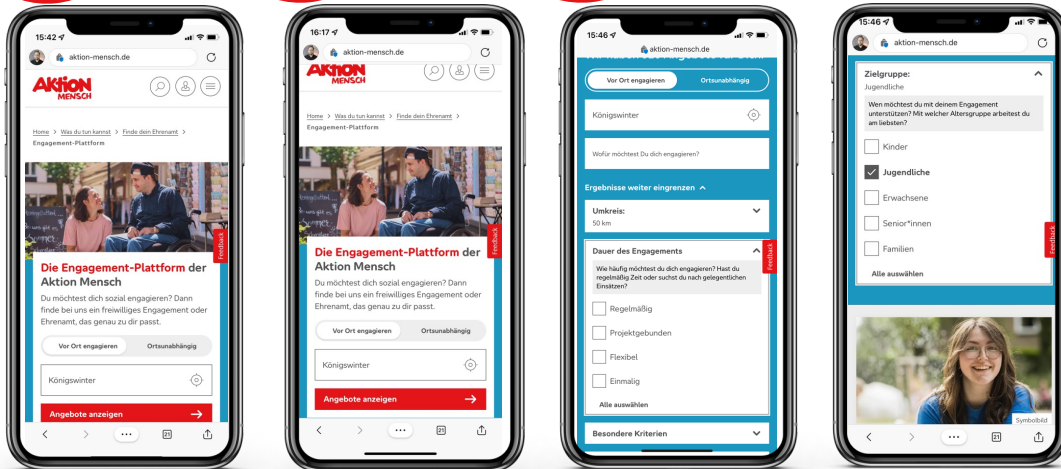 15:42
aktion-mensch.de
AKTION
MENSCH
Home > Was du tun kannst > Finde dein Ehrenamt >
Engagement-Plattform
Feedback
Die Engagement-Plattform der
Aktion Mensch
Du möchtest dich sozial engagieren? Dann
finde bei uns ein freiwilliges Engagement oder
Ehrenamt, das genau zu dir passt.
Vor Ort engagieren Ortsunabhängig
Königswinter
Angebote anzeigen →
21
16:17
aktion-mensch.de
AKTION
MENSCH
Home > Was du tun kannst > Finde dein Ehrenamt >
Engagement-Plattform
Feedback
Die Engagement-Plattform der
Aktion Mensch
Du möchtest dich sozial engagieren? Dann
finde bei uns ein freiwilliges Engagement oder
Ehrenamt, das genau zu dir passt.
Vor Ort engagieren Ortsunabhängig
Königswinter
Angebote anzeigen →
21
15:46
aktion-mensch.de
Vor Ort engagieren Ortsunabhängig
Königswinter
Wofür möchtest Du dich engagieren?
Ergebnisse weiter eingrenzen
Umkreis:
50 km
Dauer des Engagements
Feedback
Wie häufig möchtest du dich engagieren? Hast du
regelmäßig Zeit oder suchst du nach gelegentlichen
Einsätzen?
Regelmäßig
Projektgebunden
Flexibel
Einmalig
Alle auswählen
Besondere Kriterien
15:46
aktion-mensch.de
Zielgruppe:
Jugendliche
Wen möchtest du mit deinem Engagement
unterstützen? Mit welcher Altersgruppe arbeitest du
am liebsten?
Kinder
Jugendliche
Erwachsene
Senior*innen
Familien
Feedback
Alle auswählen
Symbolbild
21